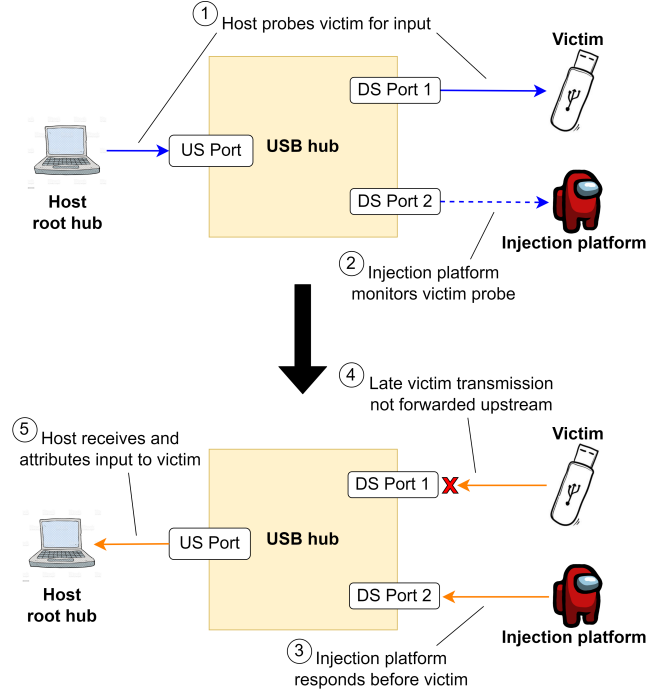 1 Host probes victim for input
Victim
DS Port 1
US Port
USB hub
Host
root hub
DS Port 2
Injection platform
2 Injection platform
monitors victim probe
4 Late victim transmission
not forwarded upstream
5 Host receives and
attributes input to victim
Victim
DS Port 1
X
US Port
USB hub
Host
root hub
DS Port 2
Injection platform
3 Injection platform
responds before victim